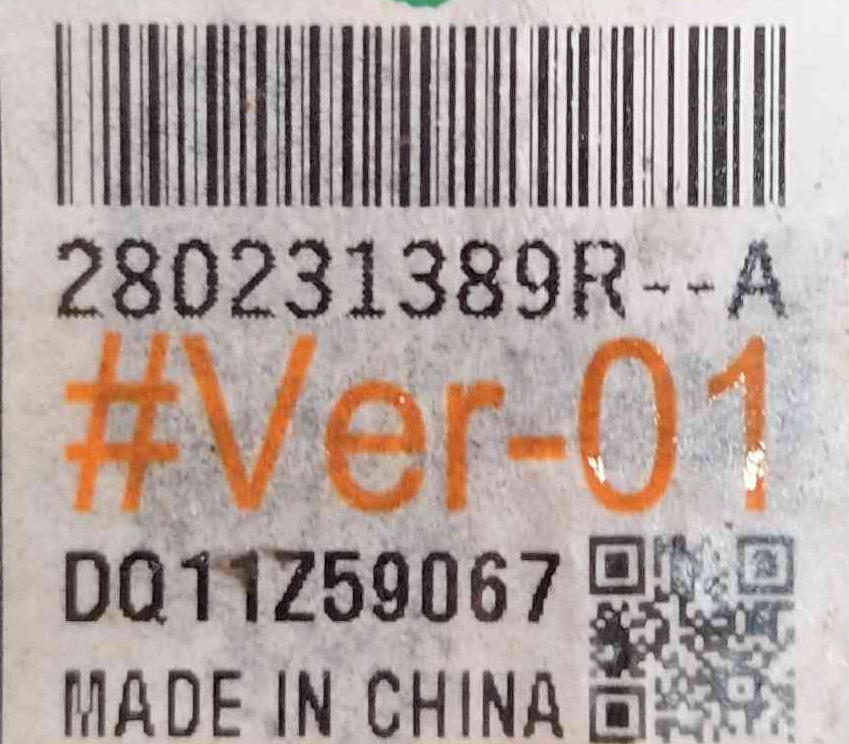 280231389R--A
#Ver-01
DQ11Z59067
MADE IN CHINA